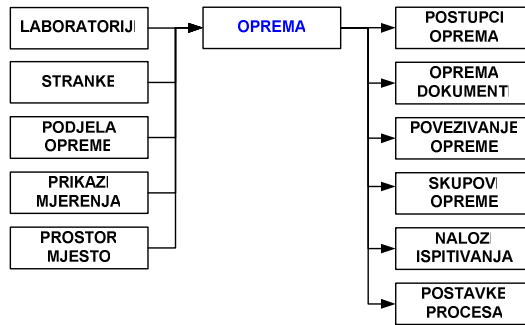 LABORATORIJI
STRANKE
PODJELA
OPREME
PRIKAZI
MJERENJA
PROSTOR
MJESTO
OPREMA
POSTUPCI
OPREMA
OPREMA
DOKUMENTI
POVEZIVANJE
OPREME
SKUPOVI
OPREME
NALOZI
ISPITIVANJA
POSTAVKE
PROCESA